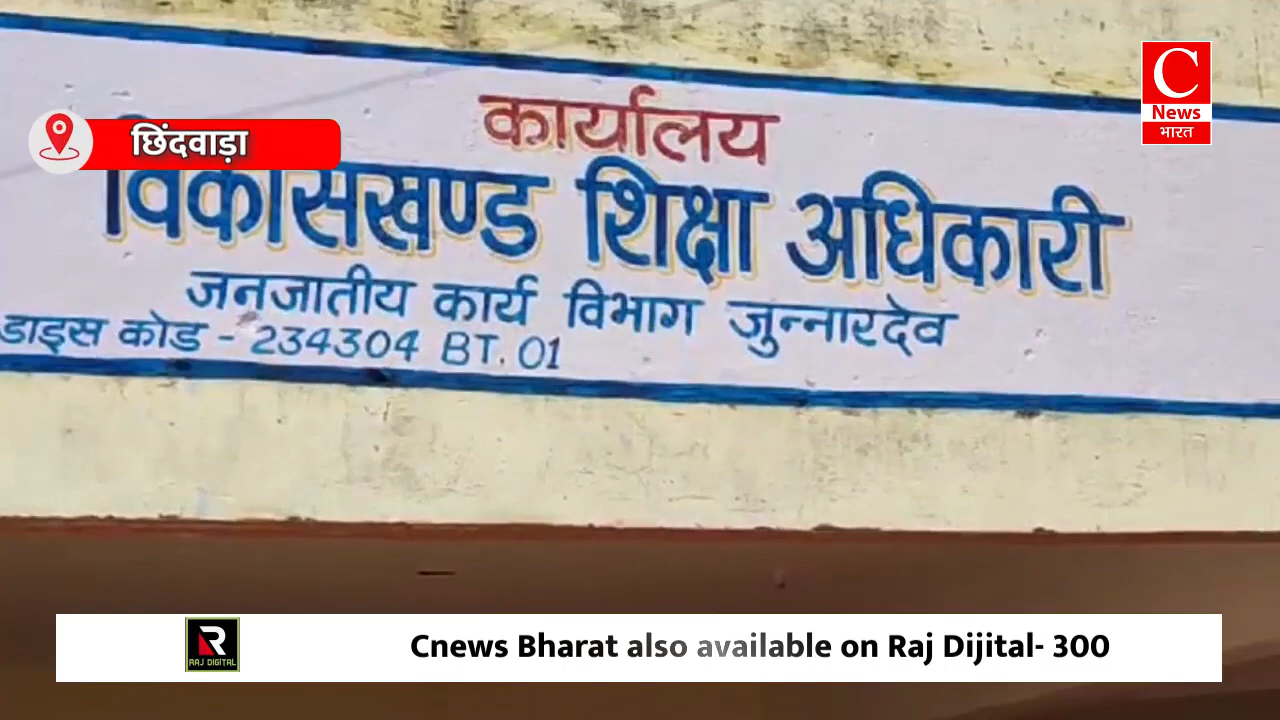 C
News
भारत
छिंदवाड़ा
कार्यालय
विकासखण्ड शिक्षा अधिकारी
जनजातीय कार्य विभाग जुन्नारदेव
डाइस कोड - 234304 BT. 01
R
RAJ DIGITAL
Cnews Bharat also available on Raj Dijital- 300